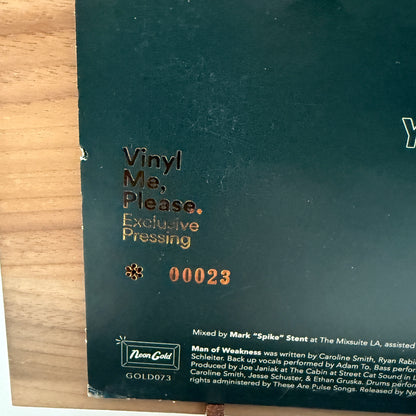 Y
Vinyl
Me,
Please.
Exclusive
Pressing
00023
Mixed by Mark "Spike" Stent at The Mixsuite LA, assisted
Neon Gold
GOLD073
Man of Weakness was written by Caroline Smith, Ryan Rabi
Schleiter. Back up vocals performed by Adam To. Bass perform
Produced by Joe Janiak at The Cabin at Street Cat Sound in L
Caroline Smith, Jesse Schuster, & Ethan Gruska. Drums perform
rights administered by These Are Pulse Songs. Released by Ne